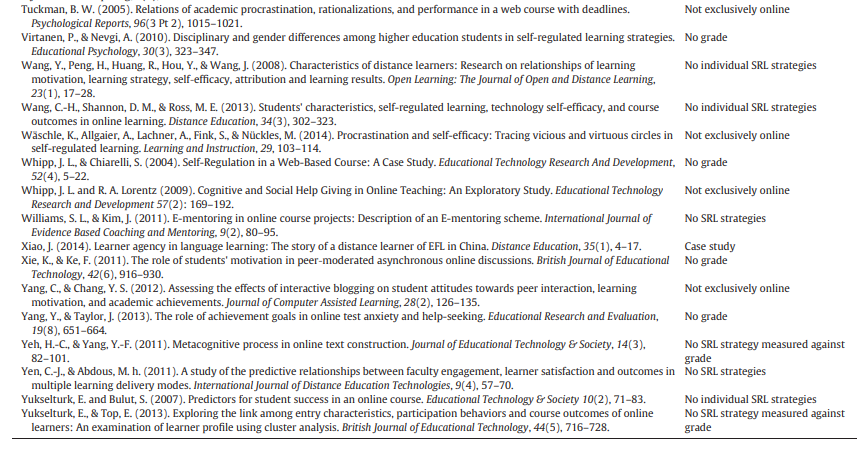 Tuckman, B. W. (2005). Relations of academic procrastination, rationalizations, and performance in a web course with deadlines. Not exclusively online
Psychological Reports, 96(3 Pt 2), 1015–1021.
Virtanen, P., & Nevgi, A. (2010). Disciplinary and gender differences among higher education students in self-regulated learning strategies. No grade
Educational Psychology, 30(3), 323–347.
Wang, Y., Peng, H., Huang, R., Hou, Y., & Wang, J. (2008). Characteristics of distance learners: Research on relationships of learning No individual SRL strategies
motivation, learning strategy, self-efficacy, attribution and learning results. Open Learning: The Journal of Open and Distance Learning,
23(1), 17–28.
Wang, C.-H., Shannon, D. M., & Ross, M. E. (2013). Students' characteristics, self-regulated learning, technology self-efficacy, and course No individual SRL strategies
outcomes in online learning. Distance Education, 34(3), 302–323.
Wäschle, K., Allgaier, A., Lachner, A., Fink, S., & Nückles, M. (2014). Procrastination and self-efficacy: Tracing vicious and virtuous circles in Not exclusively online
self-regulated learning. Learning and Instruction, 29, 103–114.
Whipp, J. L., & Chiarelli, S. (2004). Self-Regulation in a Web-Based Course: A Case Study. Educational Technology Research And Development, No grade
52(4), 5–22.
Whipp, J. L. and R. A. Lorentz (2009). Cognitive and Social Help Giving in Online Teaching: An Exploratory Study. Educational Technology Not exclusively online
Research and Development 57(2): 169–192.
Williams, S. L., & Kim, J. (2011). E-mentoring in online course projects: Description of an E-mentoring scheme. International Journal of No SRL strategies
Evidence Based Coaching and Mentoring, 9(2), 80–95.
Xiao, J. (2014). Learner agency in language learning: The story of a distance learner of EFL in China. Distance Education, 35(1), 4–17. Case study
Xie, K., & Ke, F. (2011). The role of students' motivation in peer-moderated asynchronous online discussions. British Journal of Educational No grade
Technology, 42(6), 916–930.
Yang, C., & Chang, Y. S. (2012). Assessing the effects of interactive blogging on student attitudes towards peer interaction, learning Not exclusively online
motivation, and academic achievements. Journal of Computer Assisted Learning, 28(2), 126–135.
Yang, Y., & Taylor, J. (2013). The role of achievement goals in online test anxiety and help-seeking. Educational Research and Evaluation, No grade
19(8), 651–664.
Yeh, H.-C., & Yang, Y.-F. (2011). Metacognitive process in online text construction. Journal of Educational Technology & Society, 14(3), No SRL strategy measured against
82–101. grade
Yen, C.-J., & Abdous, M. h. (2011). A study of the predictive relationships between faculty engagement, learner satisfaction and outcomes in No SRL strategies
multiple learning delivery modes. International Journal of Distance Education Technologies, 9(4), 57–70.
Yukselturk, E. and Bulut, S. (2007). Predictors for student success in an online course. Educational Technology & Society 10(2), 71–83. No individual SRL strategies
Yukselturk, E., & Top, E. (2013). Exploring the link among entry characteristics, participation behaviors and course outcomes of online No SRL strategy measured against
learners: An examination of learner profile using cluster analysis. British Journal of Educational Technology, 44(5), 716–728. grade